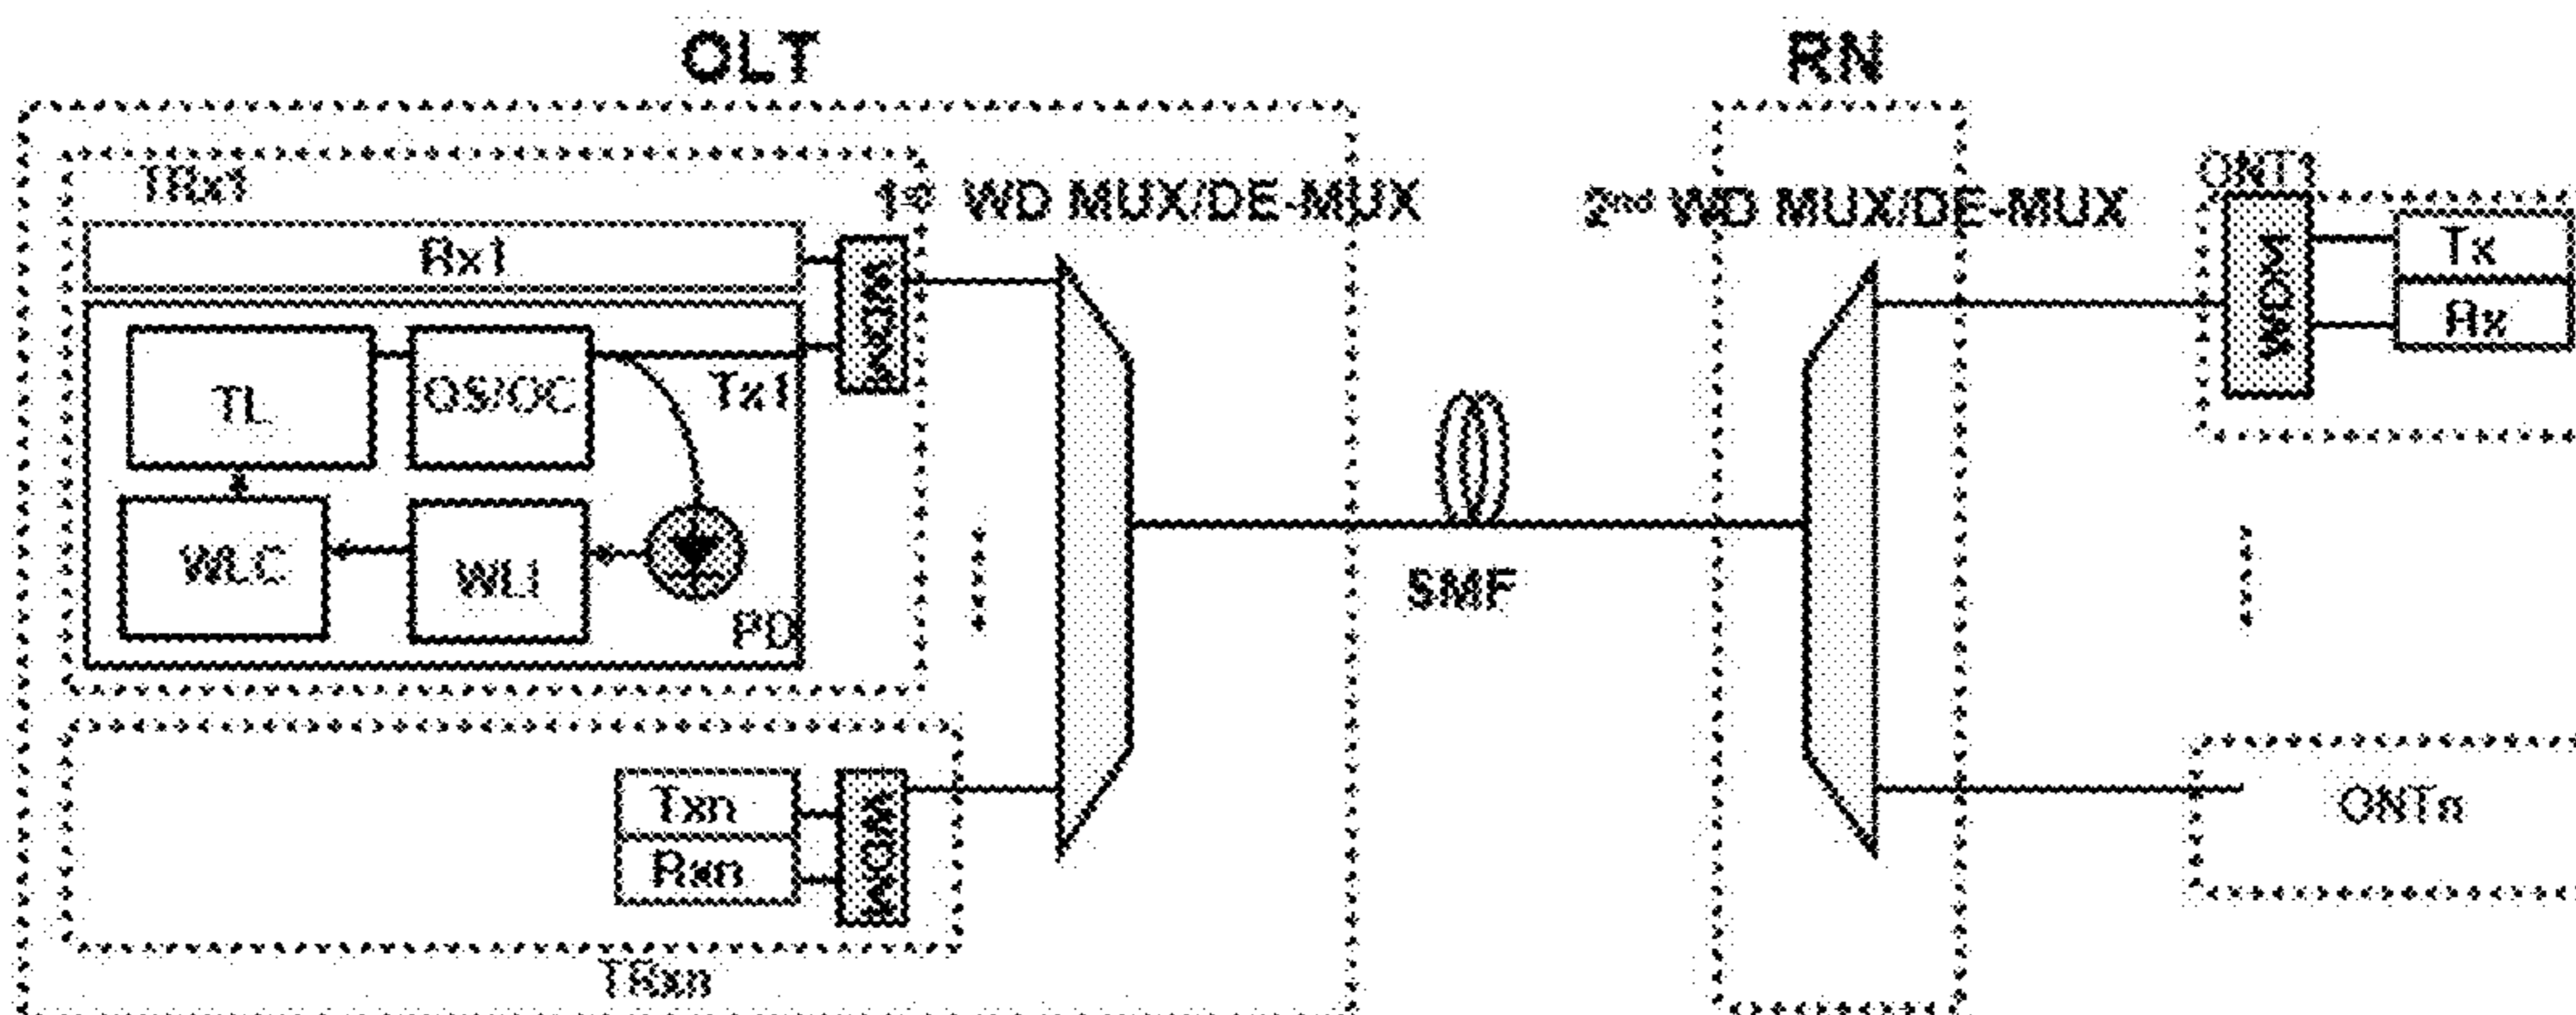 OLT
RN
TRx1
1st WD MUX/DE-MUX
2nd WD MUX/DE-MUX
ONT1
Rx1
WDM
WDM
Tx
Rx
TL
OS/OC
Tx1
WLC
WLI
PD
SMF
Txn
Rxn
WDM
ONTn
TRxn